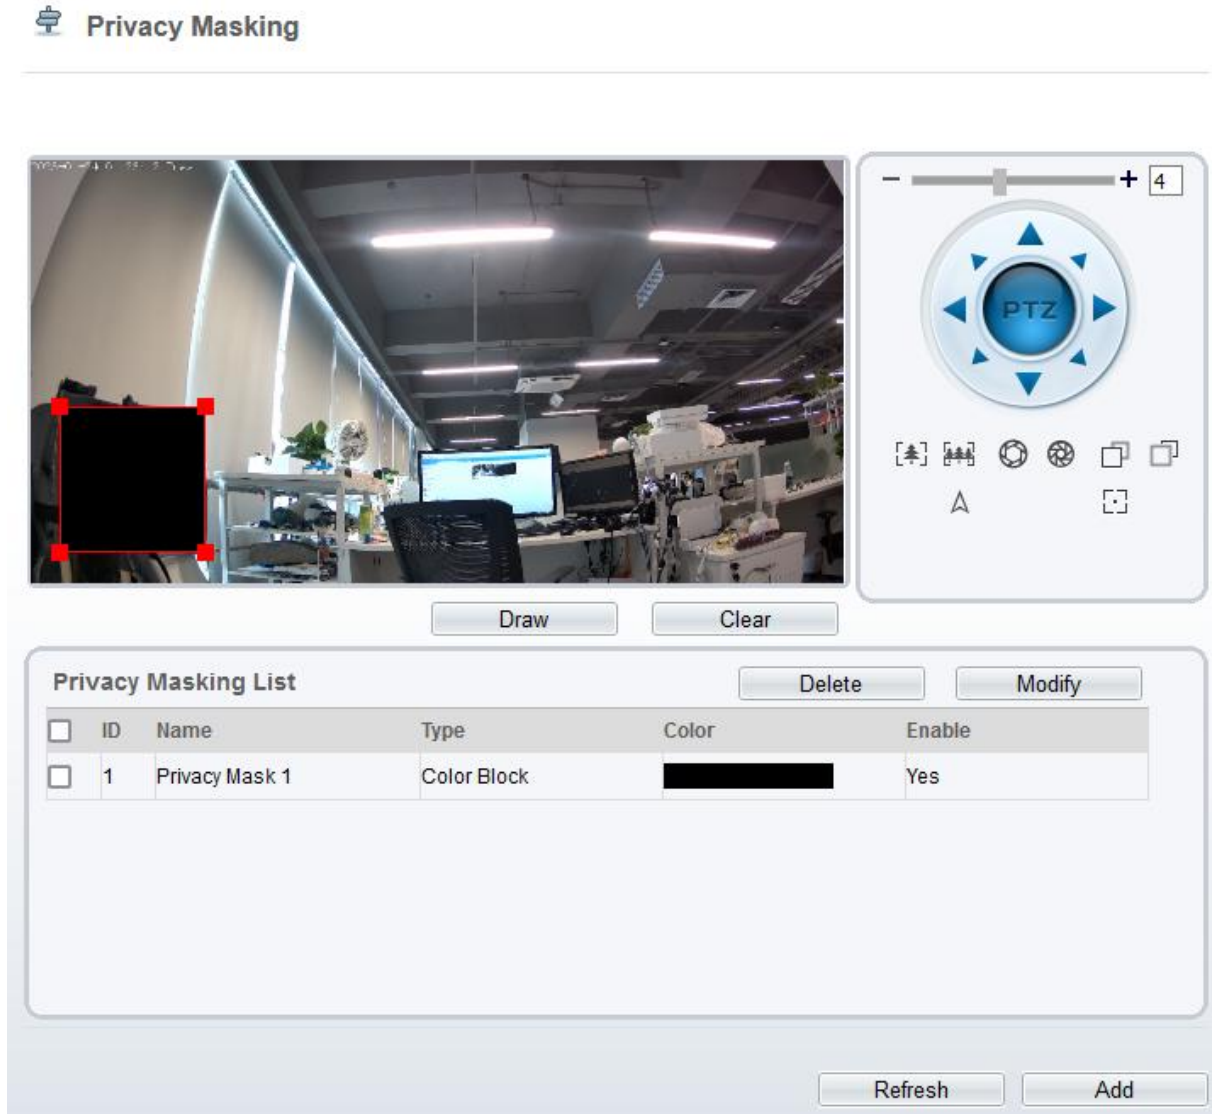 Privacy Masking
− + 4
PTZ
Draw Clear
Privacy Masking List Delete Modify
ID Name Type Color Enable
1 Privacy Mask 1 Color Block Yes
Refresh Add